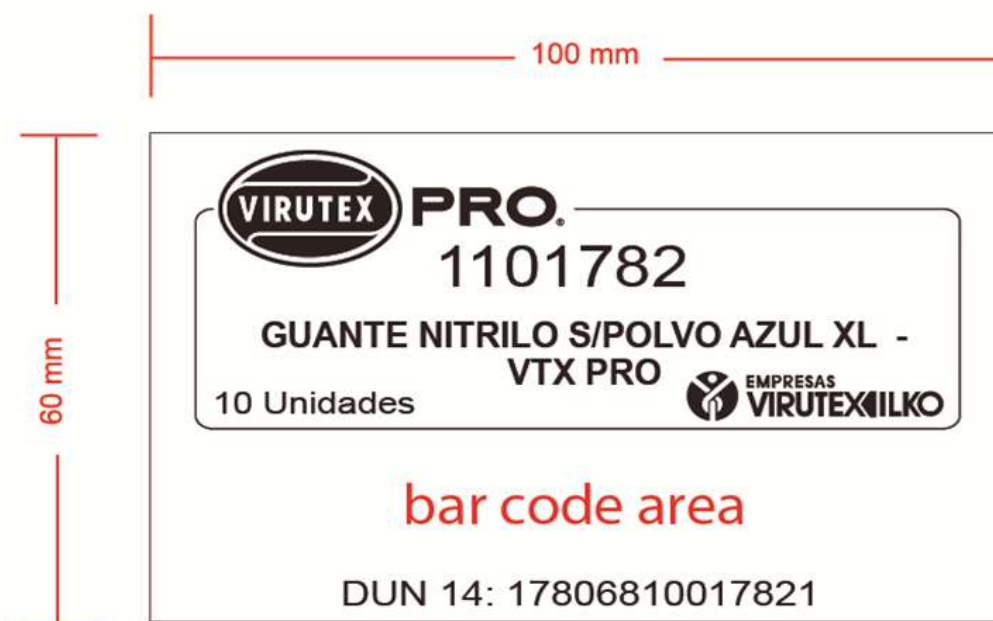 100 mm
60 mm
VIRUTEX PRO®
1101782
GUANTE NITRILO S/POLVO AZUL XL -
VTX PRO
10 Unidades
EMPRESAS
VIRUTEX ILKO
bar code area
DUN 14: 17806810017821